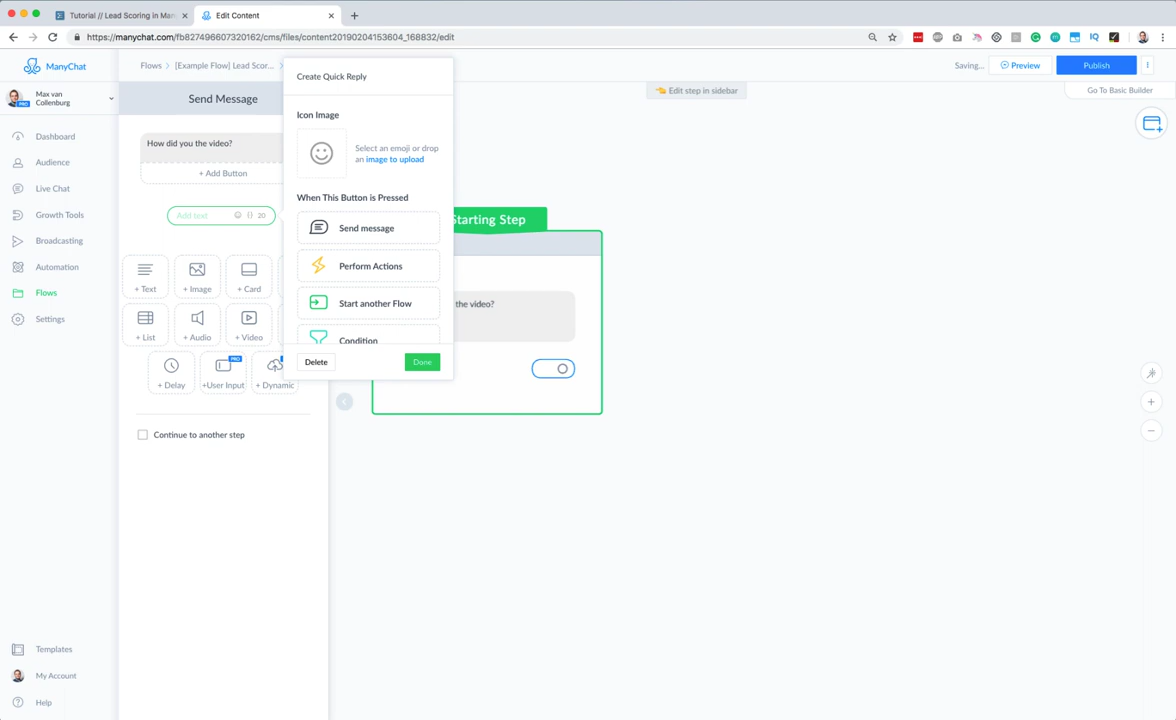 Tutorial // Lead Scoring in Man
Edit Content
https://manychat.com/fb827496607320162/cms/files/content20190204153604_168832/edit
ManyChat
Flows
[Example Flow] Lead Scor...
Saving...
Preview
Publish
Max van
Collenburg
PRO
Send Message
Edit step in sidebar
Go To Basic Builder
Dashboard
Audience
Live Chat
Growth Tools
Broadcasting
Automation
Flows
Settings
Templates
My Account
Help
How did you the video?
+ Add Button
Add text
20
+ Text
+ Image
+ Card
+ List
+ Audio
+ Video
+ Delay
PRO
+User Input
+ Dynamic
Continue to another step
Create Quick Reply
Icon Image
Select an emoji or drop
an image to upload
When This Button is Pressed
Send message
Perform Actions
Start another Flow
Condition
Delete
Done
Starting Step
the video?